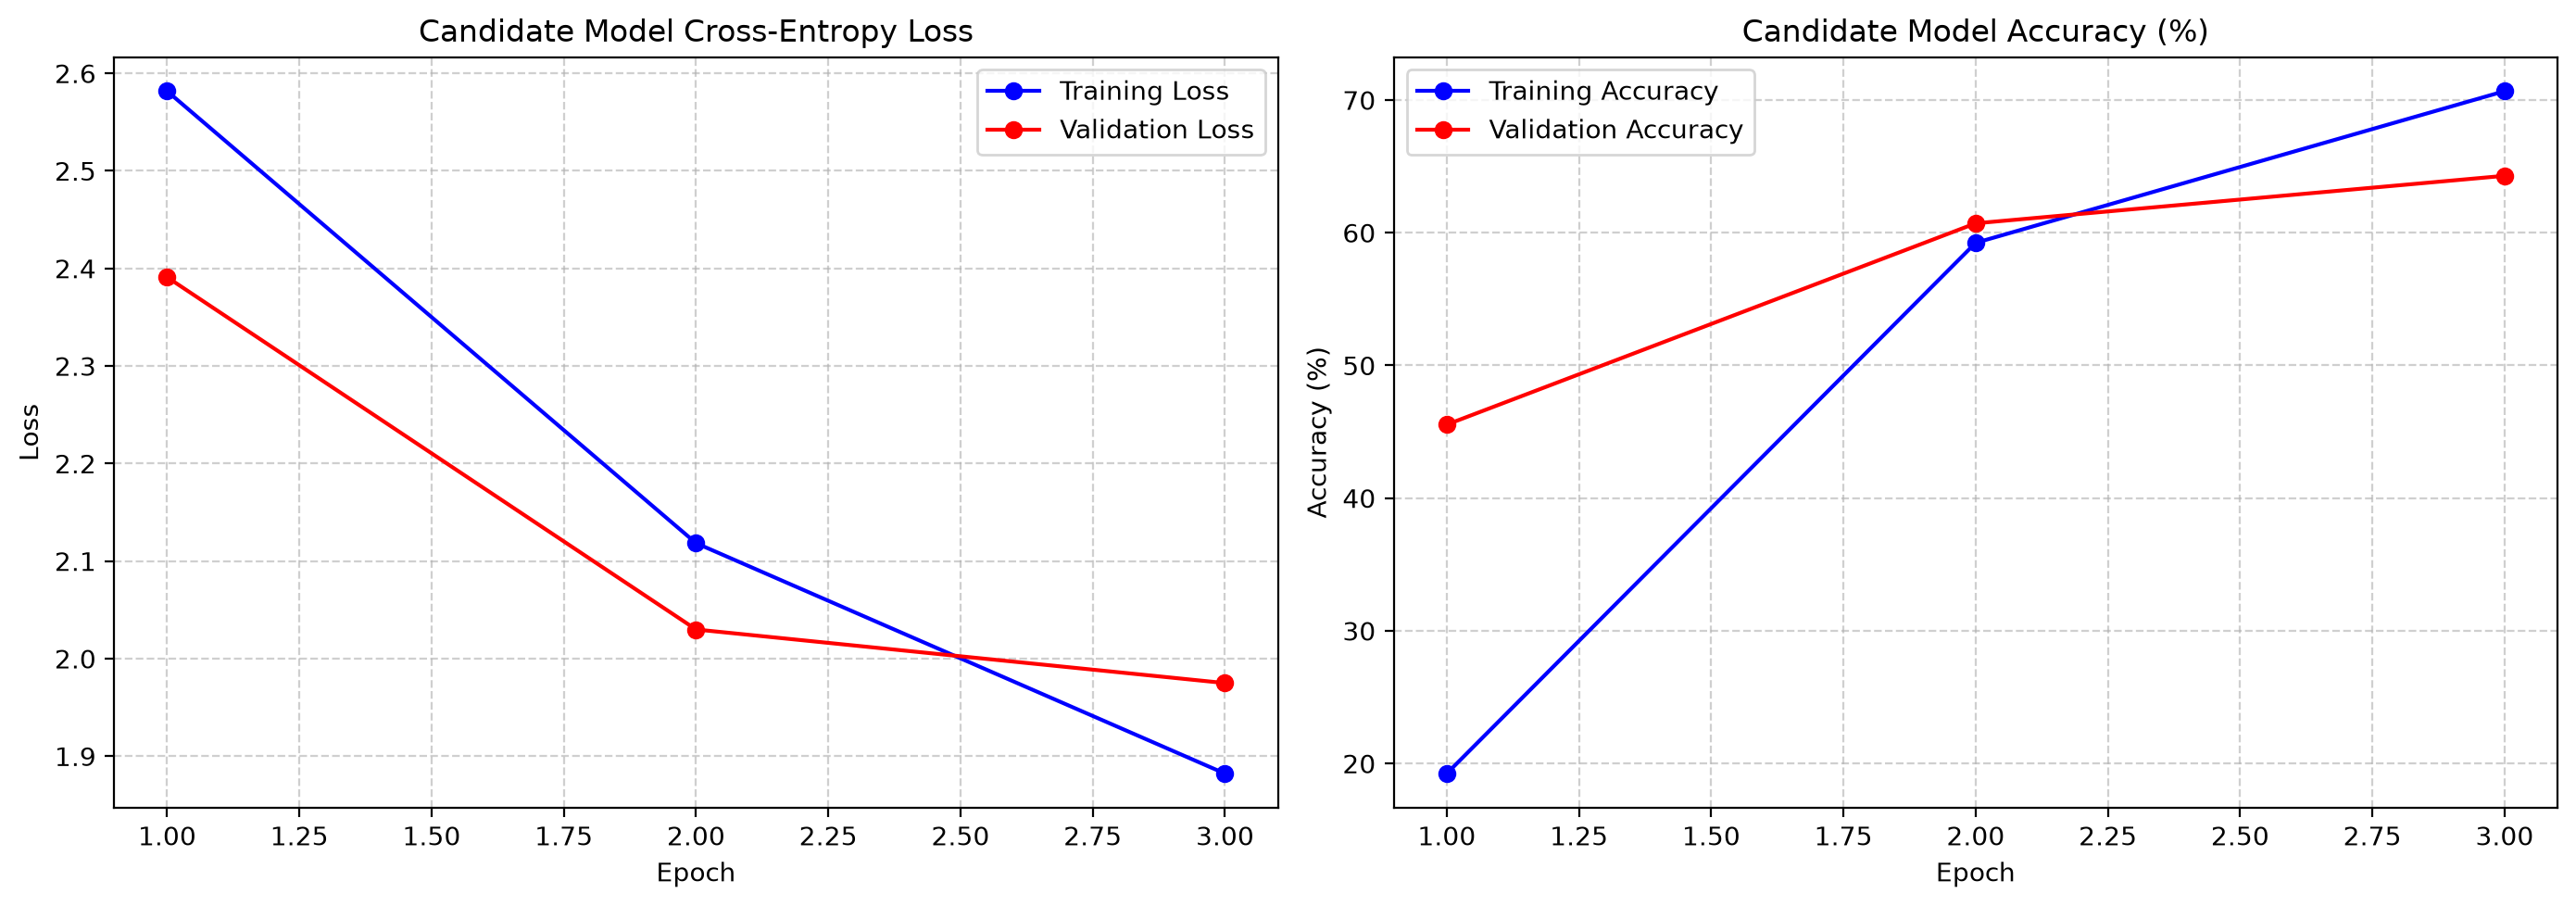 Candidate Model Cross-Entropy Loss
Training Loss
Validation Loss
2.6
2.5
2.4
2.3
2.2
2.1
2.0
1.9
Loss
1.00 1.25 1.50 1.75 2.00 2.25 2.50 2.75 3.00
Epoch
Candidate Model Accuracy (%)
Training Accuracy
Validation Accuracy
70
60
50
40
30
20
Accuracy (%)
1.00 1.25 1.50 1.75 2.00 2.25 2.50 2.75 3.00
Epoch